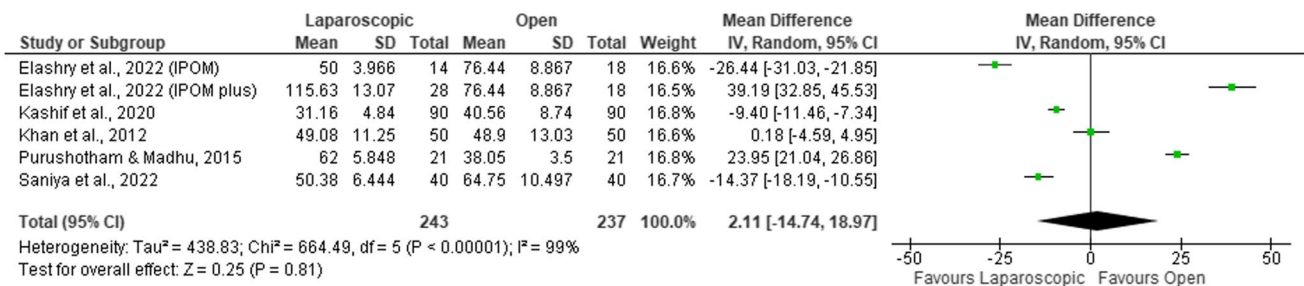 Laparoscopic Open Mean Difference Mean Difference
Study or Subgroup Mean SD Total Mean SD Total Weight IV, Random, 95% CI IV, Random, 95% CI
Elashry et al., 2022 (IPOM) 50 3.966 14 76.44 8.867 18 16.6% -26.44 [-31.03, -21.85]
Elashry et al., 2022 (IPOM plus) 115.63 13.07 28 76.44 8.867 18 16.5% 39.19 [32.85, 45.53]
Kashif et al., 2020 31.16 4.84 90 40.56 8.74 90 16.8% -9.40 [-11.46, -7.34]
Khan et al., 2012 49.08 11.25 50 48.9 13.03 50 16.6% 0.18 [-4.59, 4.95]
Purushotham & Madhu, 2015 62 5.848 21 38.05 3.5 21 16.8% 23.95 [21.04, 26.86]
Saniya et al., 2022 50.38 6.444 40 64.75 10.497 40 16.7% -14.37 [-18.19, -10.55]
Total (95% CI) 243 237 100.0% 2.11 [-14.74, 18.97]
Heterogeneity: Tau² = 438.83; Chi² = 664.49, df = 5 (P < 0.00001); I² = 99%
Test for overall effect: Z = 0.25 (P = 0.81)
-50 -25 0 25 50
Favours Laparoscopic Favours Open